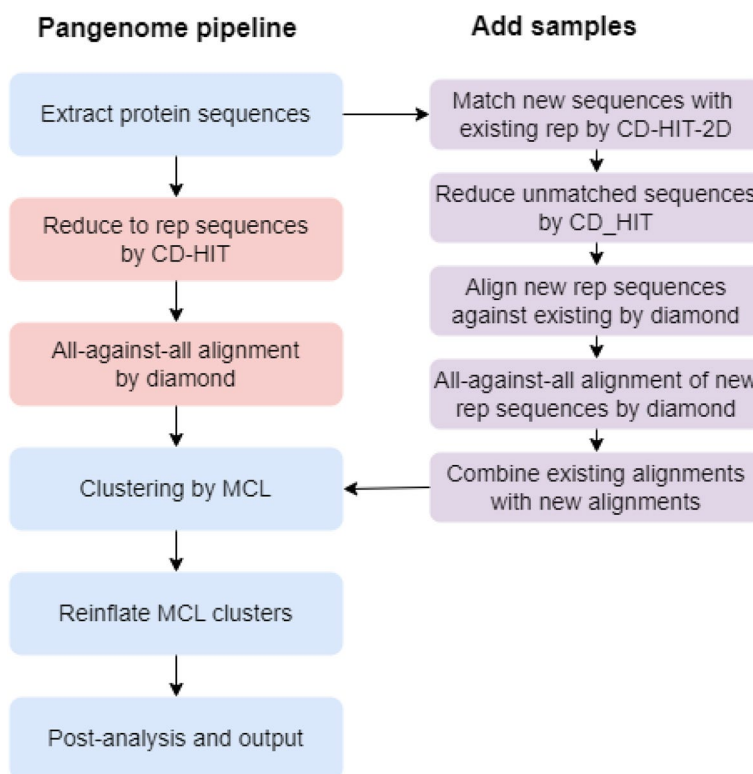 Pangenome pipeline
Extract protein sequences
Reduce to rep sequences
by CD-HIT
All-against-all alignment
by diamond
Clustering by MCL
Reinflate MCL clusters
Post-analysis and output
Add samples
Match new sequences with
existing rep by CD-HIT-2D
Reduce unmatched sequences
by CD_HIT
Align new rep sequences
against existing by diamond
All-against-all alignment of new
rep sequences by diamond
Combine existing alignments
with new alignments